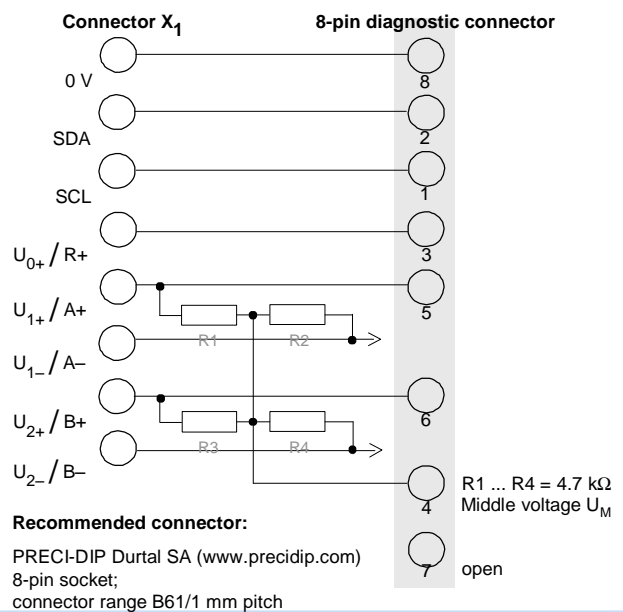 Connector X1 8-pin diagnostic connector
0 V 8
SDA 2
SCL 1
U0+ / R+ 3
U1+ / A+ 5
R1 R2
U1– / A–
U2+ / B+ 6
R3 R4
U2– / B–
4 R1 ... R4 = 4.7 kΩ
Middle voltage UM
Recommended connector:
PRECI-DIP Durtal SA (www.precidip.com)
7 open
8-pin socket;
connector range B61/1 mm pitch